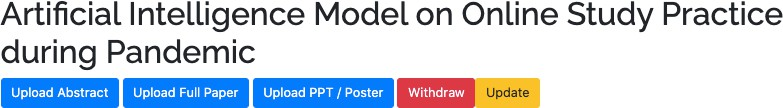 Artificial Intelligence Model on Online Study Practice
during Pandemic
Upload Abstract Upload Full Paper Upload PPT / Poster Withdraw Update